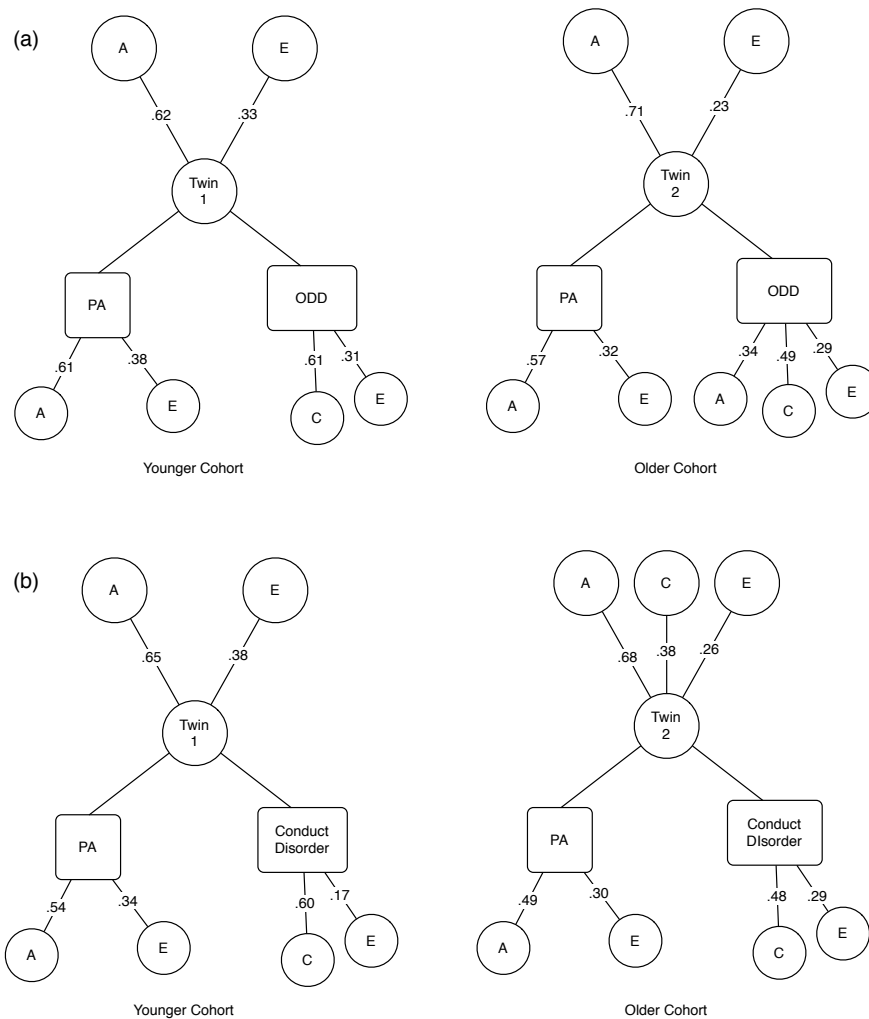 (a)
A
E
A
E
.62
.33
.71
.23
Twin
1
Twin
2
PA
ODD
PA
ODD
.61
.38
.61
.31
.57
.32
.34
.49
.29
A
E
C
E
A
E
A
C
E
Younger Cohort
Older Cohort
(b)
A
E
A
C
E
.65
.38
.68
.38
.26
Twin
1
Twin
2
PA
Conduct
Disorder
PA
Conduct
DIsorder
.54
.34
.60
.17
.49
.30
.48
.29
A
E
C
E
A
E
C
E
Younger Cohort
Older Cohort